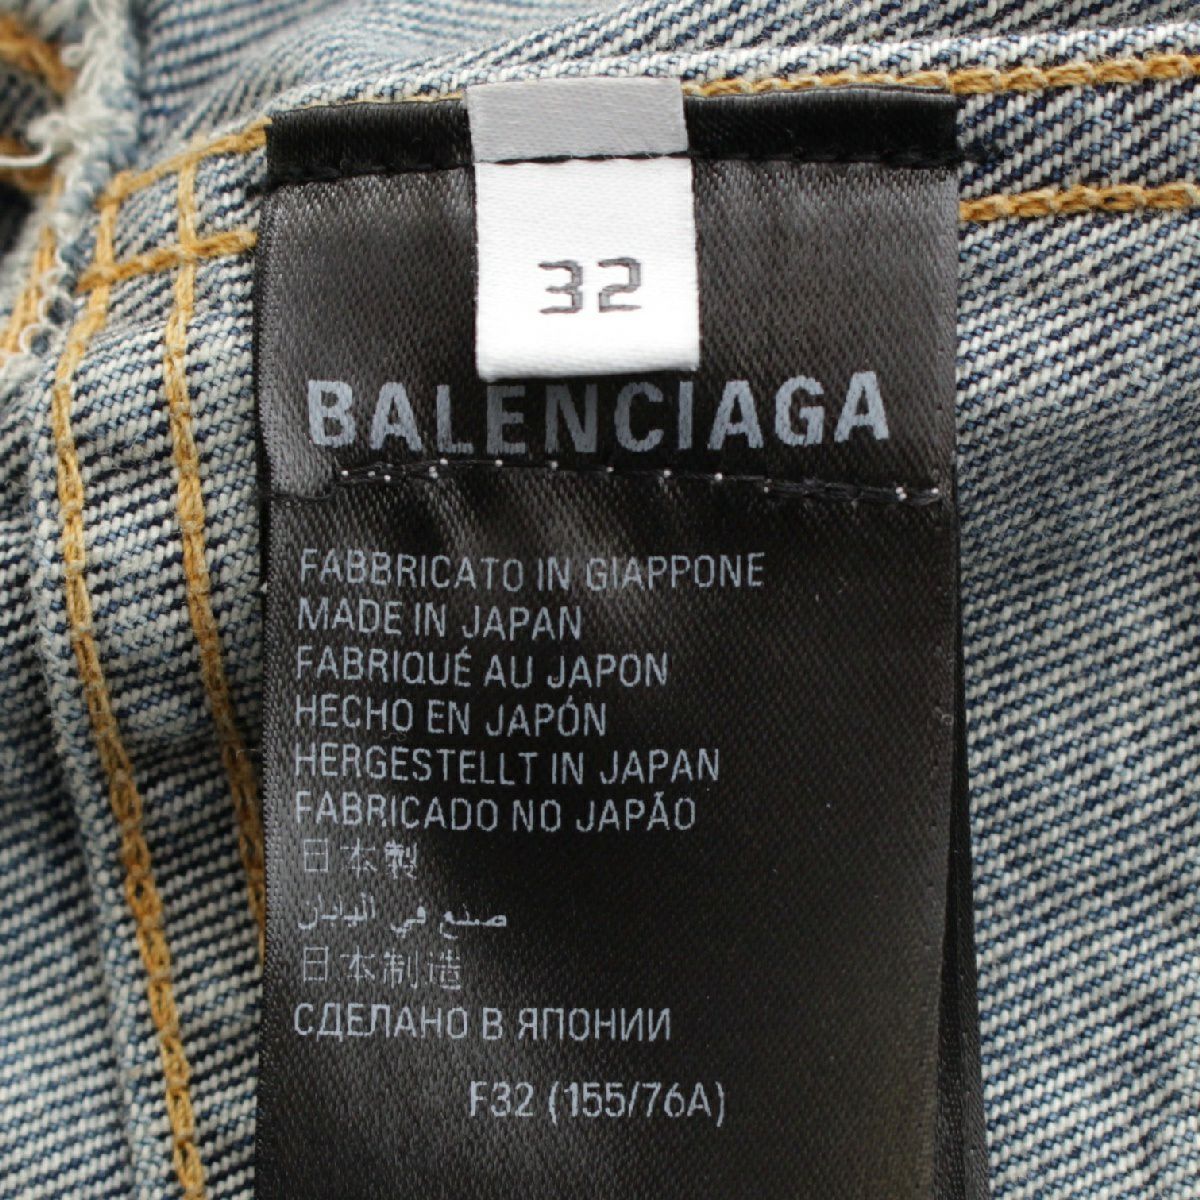 32
BALENCIAGA
FABBRICATO IN GIAPPONE
MADE IN JAPAN
FABRIQUÉ AU JAPON
HECHO EN JAPÓN
HERGESTELLT IN JAPAN
FABRICADO NO JAPÃO
日本製
صنع في اليابان
日本制造
СДЕЛАНО В ЯПОНИИ
F32 (155/76A)